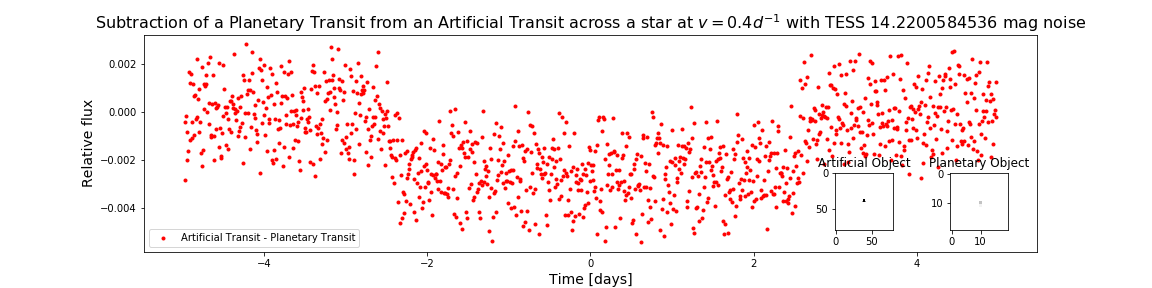 Subtraction of a Planetary Transit from an Artificial Transit across a star at v = 0.4d⁻¹ with TESS 14.2200584536 mag noise
Relative flux
0.002
0.000
−0.002
−0.004
Artificial Transit - Planetary Transit
Artificial Object
0
50
0 50
Planetary Object
0
10
0 10
−4 −2 0 2 4
Time [days]